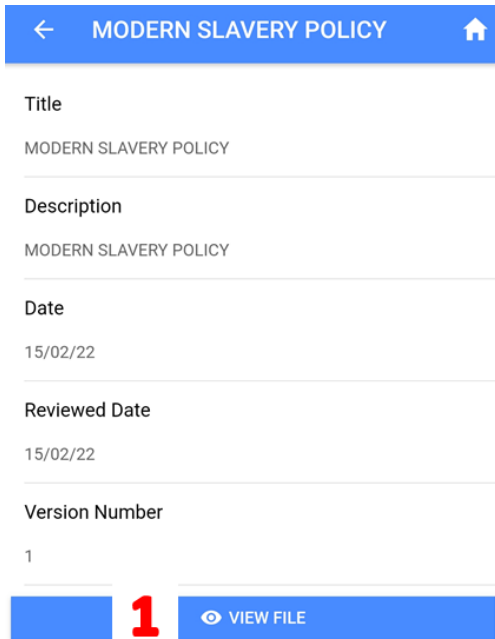 MODERN SLAVERY POLICY
Title
MODERN SLAVERY POLICY
Description
MODERN SLAVERY POLICY
Date
15/02/22
Reviewed Date
15/02/22
Version Number
1
1 VIEW FILE